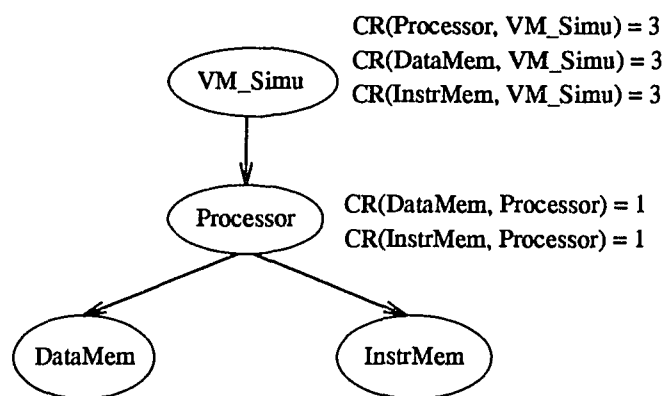 CR(Processor, VM_Simu) = 3
CR(DataMem, VM_Simu) = 3
CR(InstrMem, VM_Simu) = 3
VM_Simu
Processor
CR(DataMem, Processor) = 1
CR(InstrMem, Processor) = 1
DataMem
InstrMem